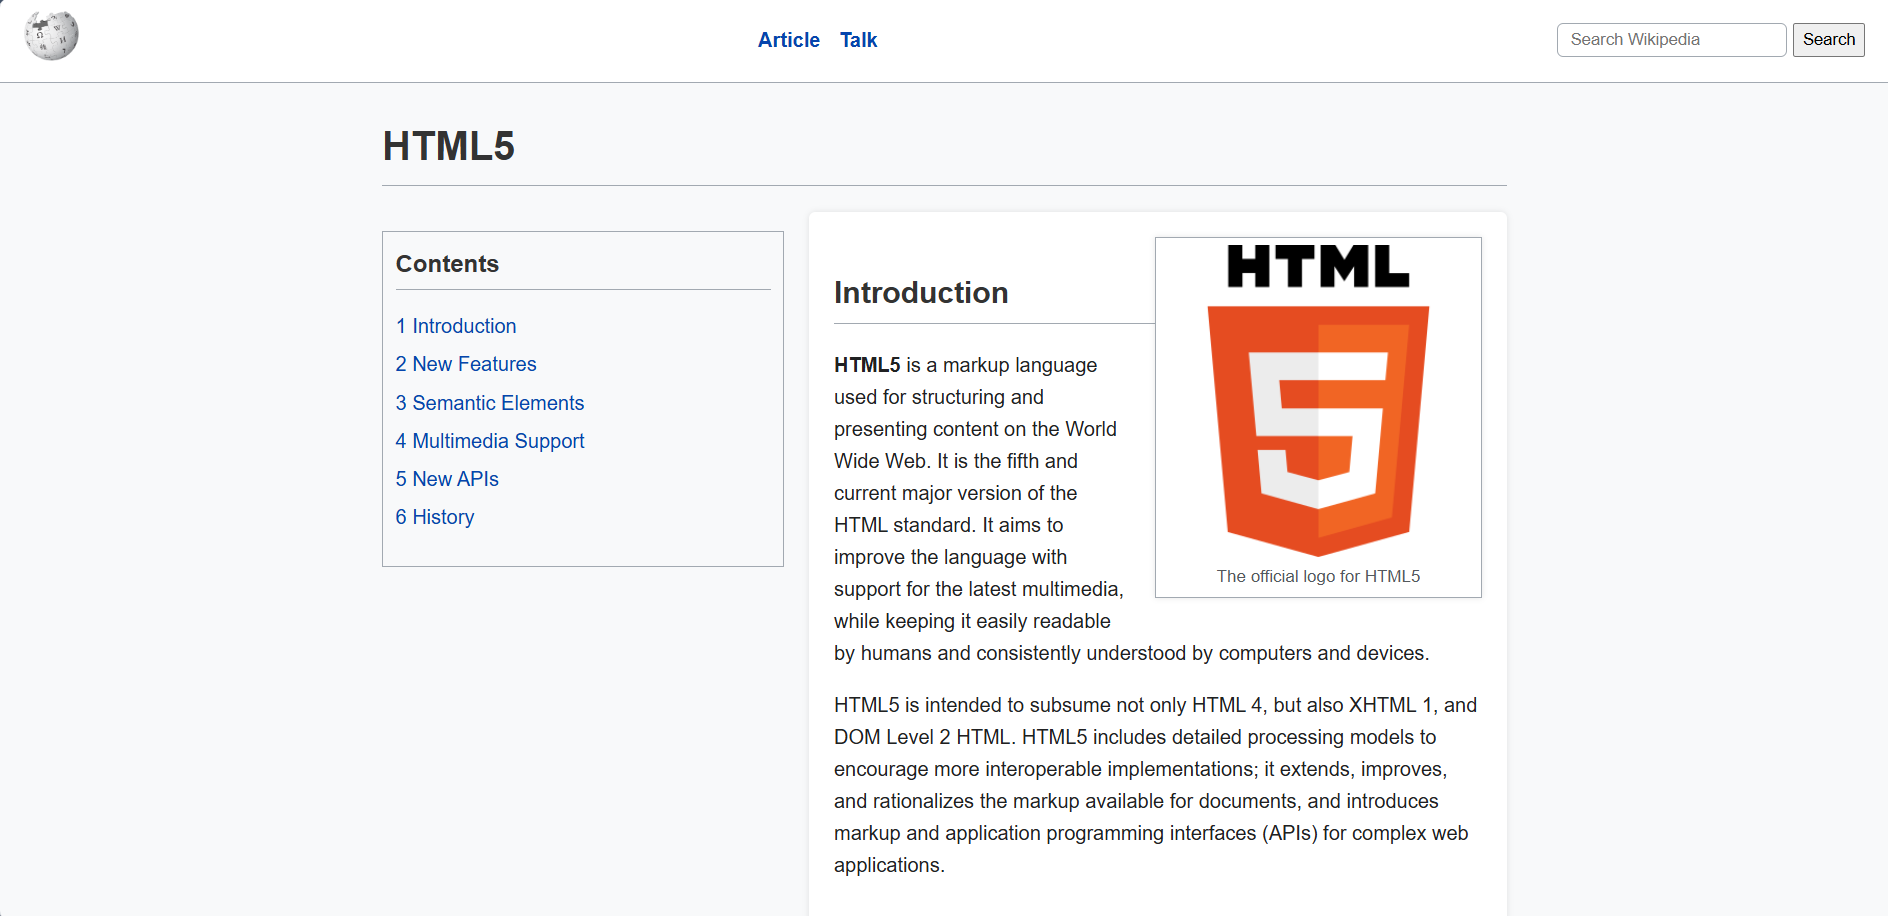 Article Talk
Search Wikipedia Search
HTML5
Contents
1 Introduction
2 New Features
3 Semantic Elements
4 Multimedia Support
5 New APIs
6 History
HTML
5
The official logo for HTML5
Introduction
HTML5 is a markup language
used for structuring and
presenting content on the World
Wide Web. It is the fifth and
current major version of the
HTML standard. It aims to
improve the language with
support for the latest multimedia,
while keeping it easily readable
by humans and consistently understood by computers and devices.
HTML5 is intended to subsume not only HTML 4, but also XHTML 1, and
DOM Level 2 HTML. HTML5 includes detailed processing models to
encourage more interoperable implementations; it extends, improves,
and rationalizes the markup available for documents, and introduces
markup and application programming interfaces (APIs) for complex web
applications.